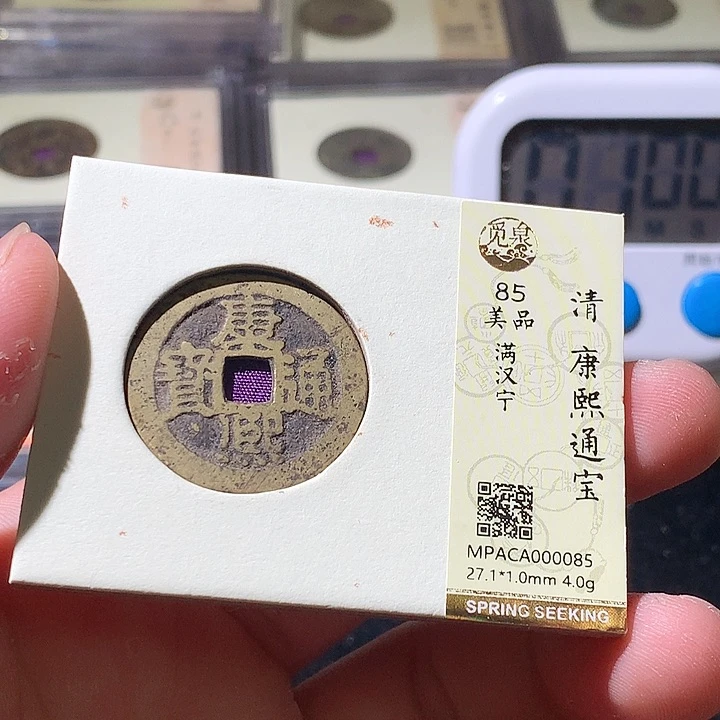 康熙通寳
觅泉
85
美品
满汉宁
清 康熙通宝
MPACA000085
27.1*1.0mm 4.0g
SPRING SEEKING